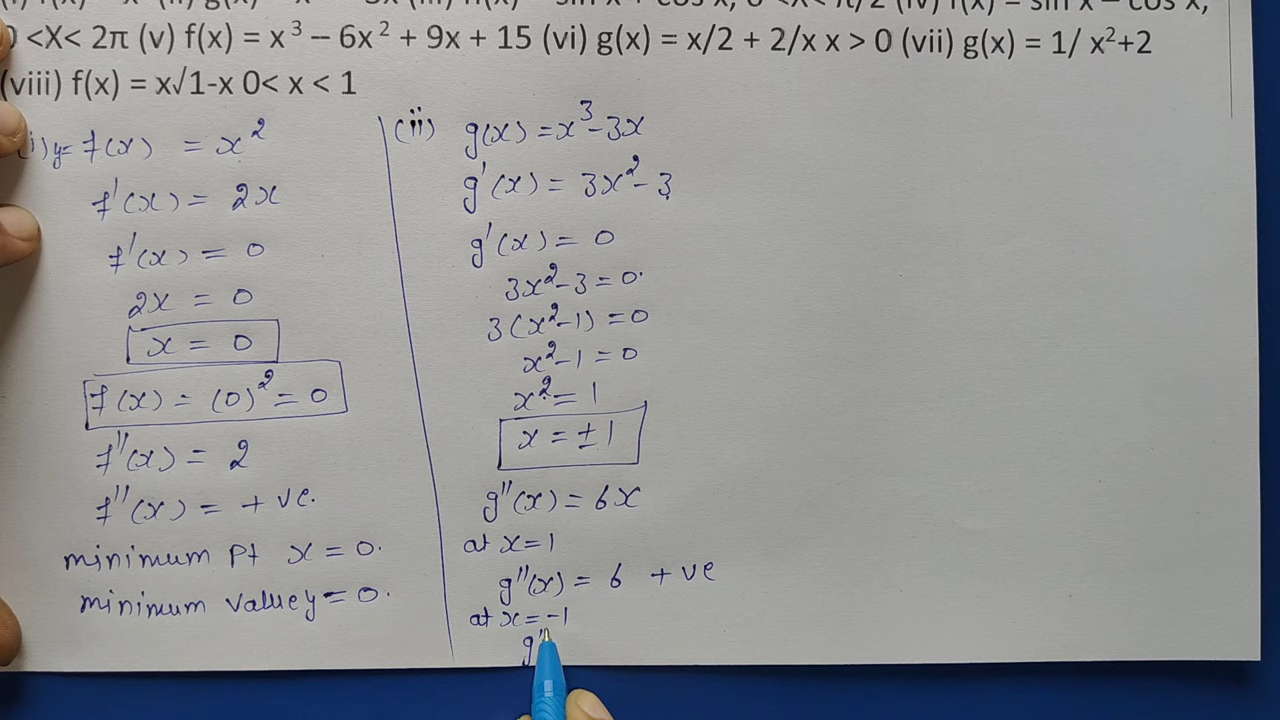 0 <X< 2π (v) f(x) = x³ – 6x² + 9x + 15 (vi) g(x) = x/2 + 2/x x > 0 (vii) g(x) = 1/ x²+2
(viii) f(x) = x√1-x 0< x < 1
i) y= f(x) = x²
f'(x) = 2x
f'(x) = 0
2x = 0
x = 0
f(x) = (0)² = 0
f''(x) = 2
f''(x) = + ve.
minimum pt x = 0.
minimum value y = 0.
(ii) g(x) = x³-3x
g'(x) = 3x²-3
g'(x) = 0
3x²-3 = 0.
3(x²-1) = 0
x²-1 = 0
x² = 1
x = ±1
g''(x) = 6x
at x=1
g''(x) = 6 + ve
at x = -1
g''